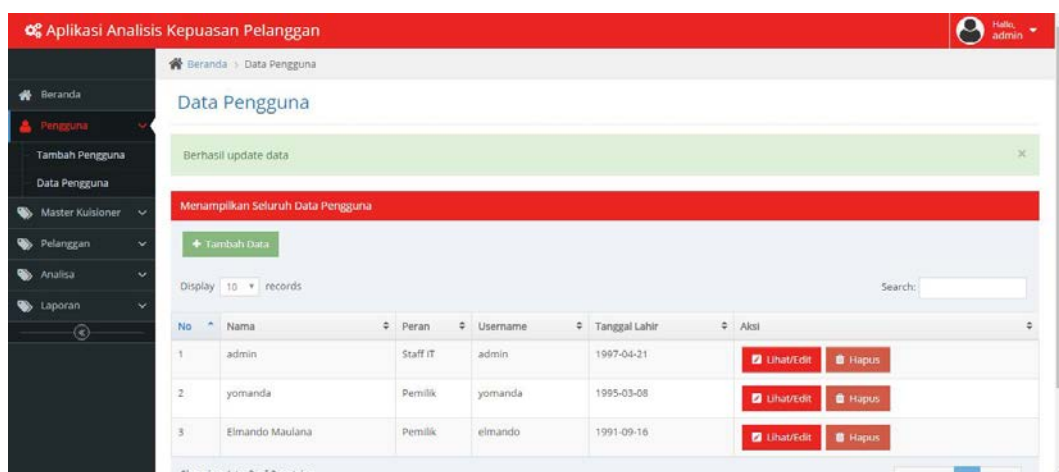 Aplikasi Analisis Kepuasan Pelanggan
Hallo,
admin
Beranda > Data Pengguna
Beranda
Pengguna
Tambah Pengguna
Data Pengguna
Master Kuisioner
Pelanggan
Analisa
Laporan
Data Pengguna
Berhasil update data ×
Menampilkan Seluruh Data Pengguna
+ Tambah Data
Display 10 records
Search:
No Nama Peran Username Tanggal Lahir Aksi
1 admin Staff IT admin 1997-04-21 Lihat/Edit Hapus
2 yomanda Pemilik yomanda 1995-03-08 Lihat/Edit Hapus
3 Elmando Maulana Pemilik elmando 1991-09-16 Lihat/Edit Hapus